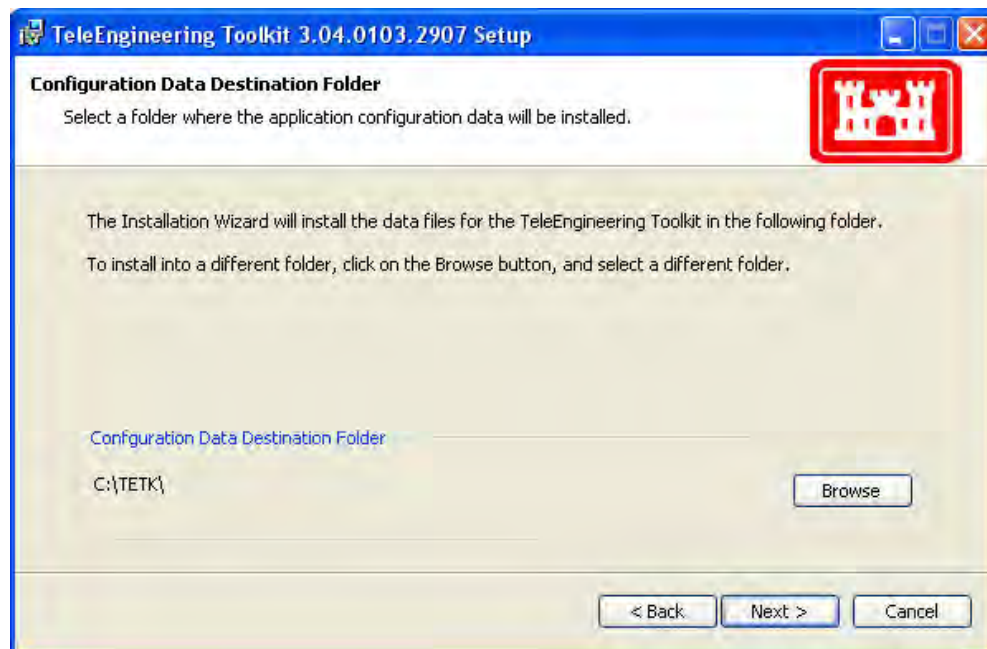 TeleEngineering Toolkit 3.04.0103.2907 Setup
Configuration Data Destination Folder
Select a folder where the application configuration data will be installed.
The Installation Wizard will install the data files for the TeleEngineering Toolkit in the following folder.
To install into a different folder, click on the Browse button, and select a different folder.
Confguration Data Destination Folder
C:\TETK\
Browse
< Back
Next >
Cancel